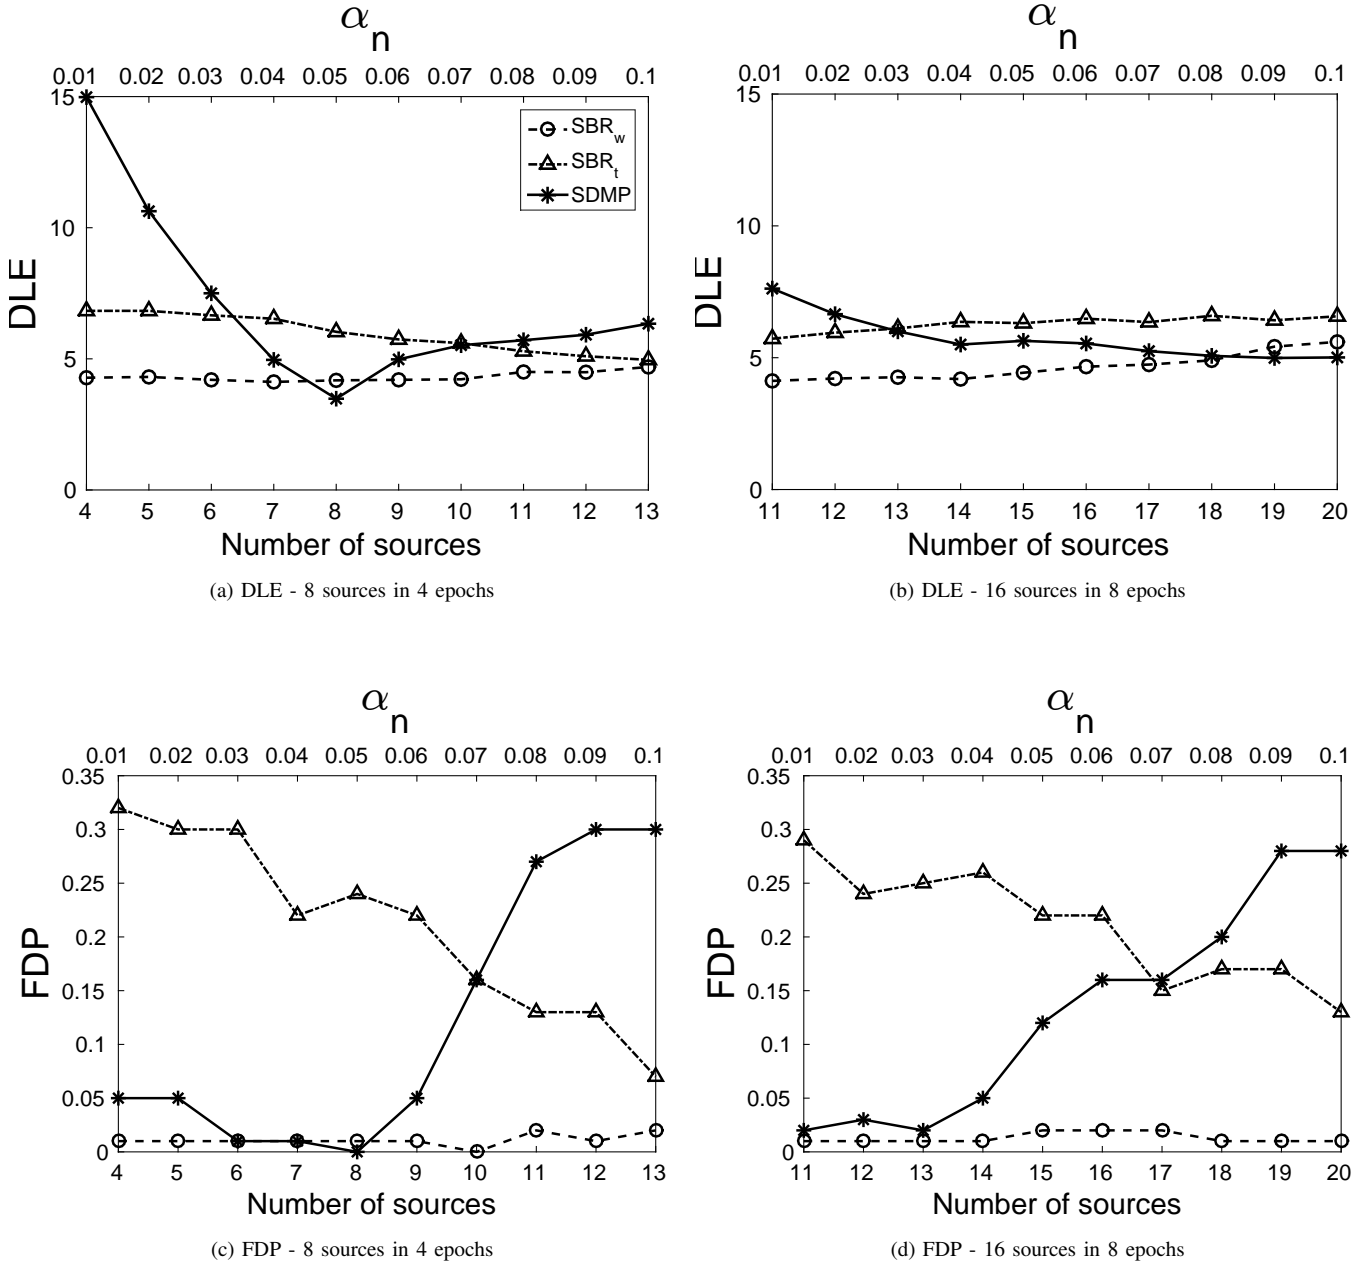 α_n
0.01 0.02 0.03 0.04 0.05 0.06 0.07 0.08 0.09 0.1
15
10
5
0
DLE
SBR_w
SBR_t
SDMP
4 5 6 7 8 9 10 11 12 13
Number of sources
(a) DLE - 8 sources in 4 epochs
α_n
0.01 0.02 0.03 0.04 0.05 0.06 0.07 0.08 0.09 0.1
15
10
5
0
DLE
11 12 13 14 15 16 17 18 19 20
Number of sources
(b) DLE - 16 sources in 8 epochs
α_n
0.01 0.02 0.03 0.04 0.05 0.06 0.07 0.08 0.09 0.1
0.35
0.3
0.25
0.2
0.15
0.1
0.05
0
FDP
4 5 6 7 8 9 10 11 12 13
Number of sources
(c) FDP - 8 sources in 4 epochs
α_n
0.01 0.02 0.03 0.04 0.05 0.06 0.07 0.08 0.09 0.1
0.35
0.3
0.25
0.2
0.15
0.1
0.05
0
FDP
11 12 13 14 15 16 17 18 19 20
Number of sources
(d) FDP - 16 sources in 8 epochs